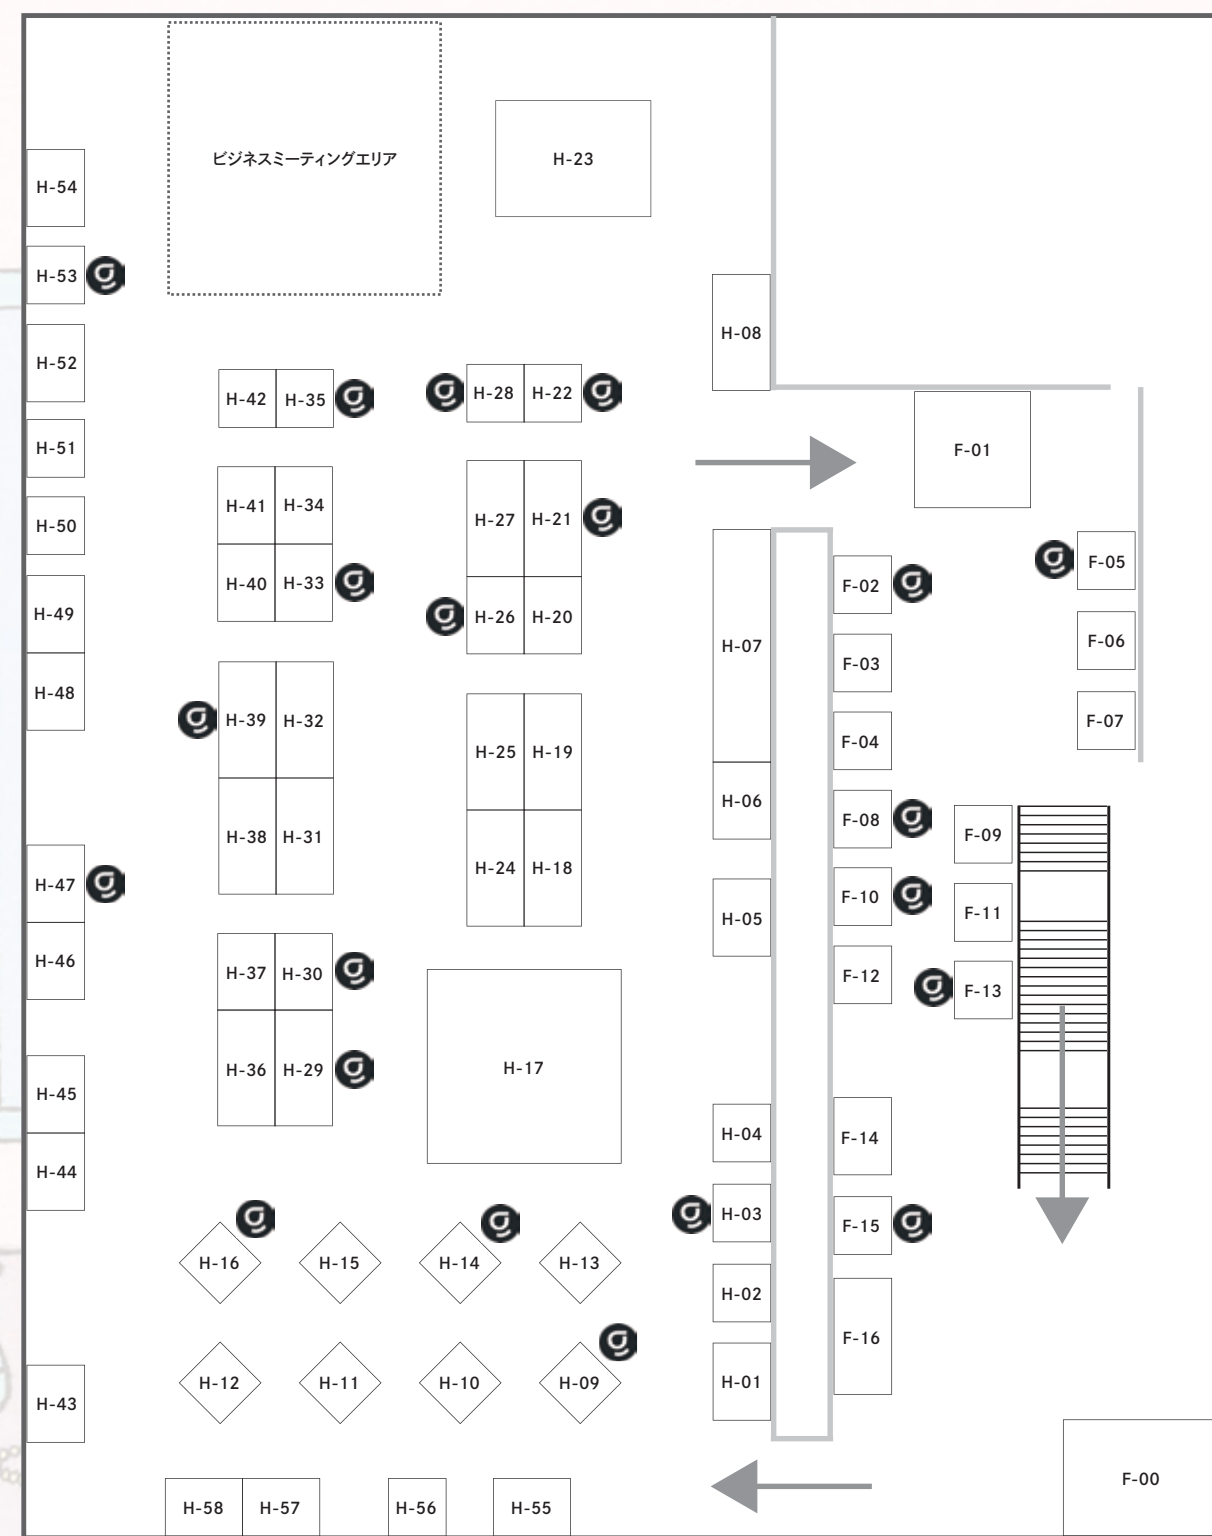 ビジネスミーティングエリア
H-23
H-54
H-53
H-52
H-51
H-50
H-49
H-48
H-47
H-46
H-45
H-44
H-43
H-42 H-35
H-41 H-34
H-40 H-33
H-39 H-32
H-38 H-31
H-37 H-30
H-36 H-29
H-28 H-22
H-27 H-21
H-26 H-20
H-25 H-19
H-24 H-18
H-17
H-16 H-15 H-14 H-13
H-12 H-11 H-10 H-09
H-58 H-57 H-56 H-55
H-08
H-07
H-06
H-05
H-04
H-03
H-02
H-01
F-01
F-02
F-03
F-04
F-08
F-10
F-12
F-14
F-15
F-16
F-05
F-06
F-07
F-09
F-11
F-13
F-00